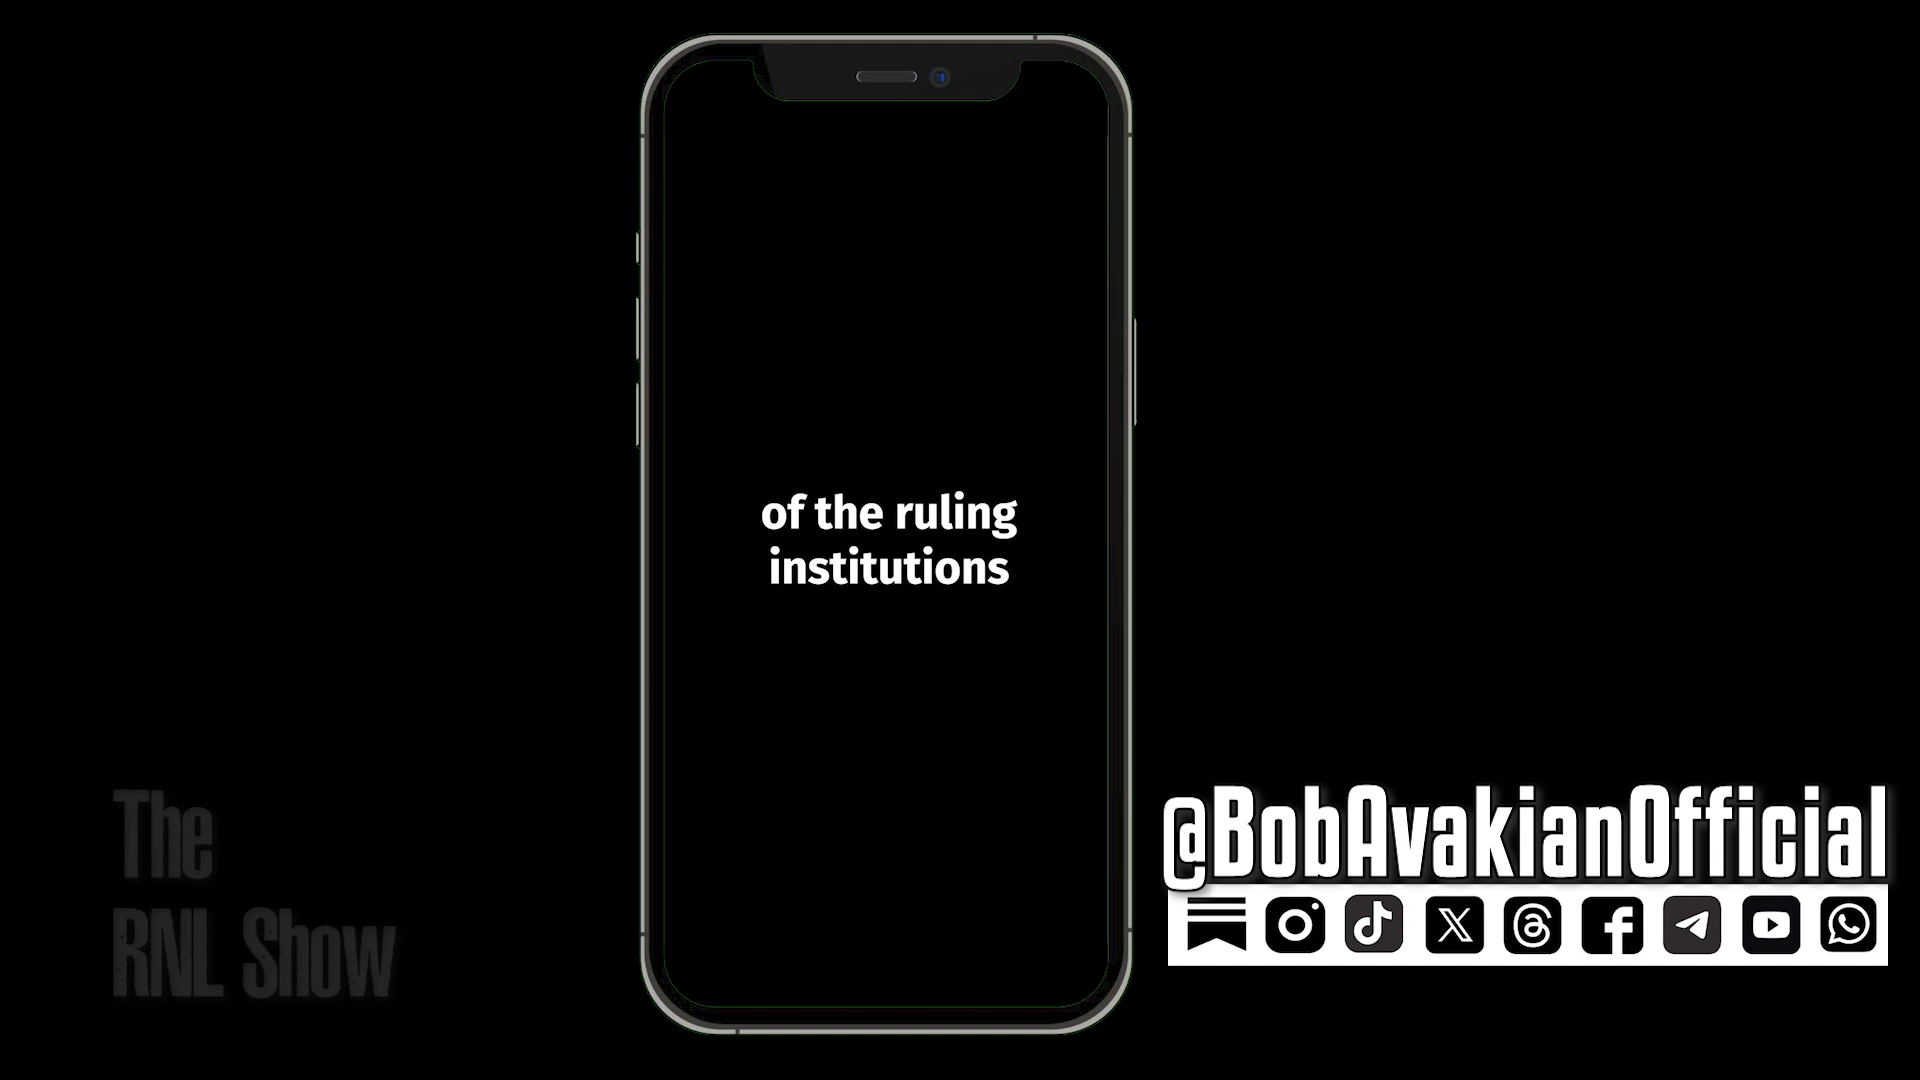 of the ruling
institutions
The
RNL Show
@BobAvakianOfficial